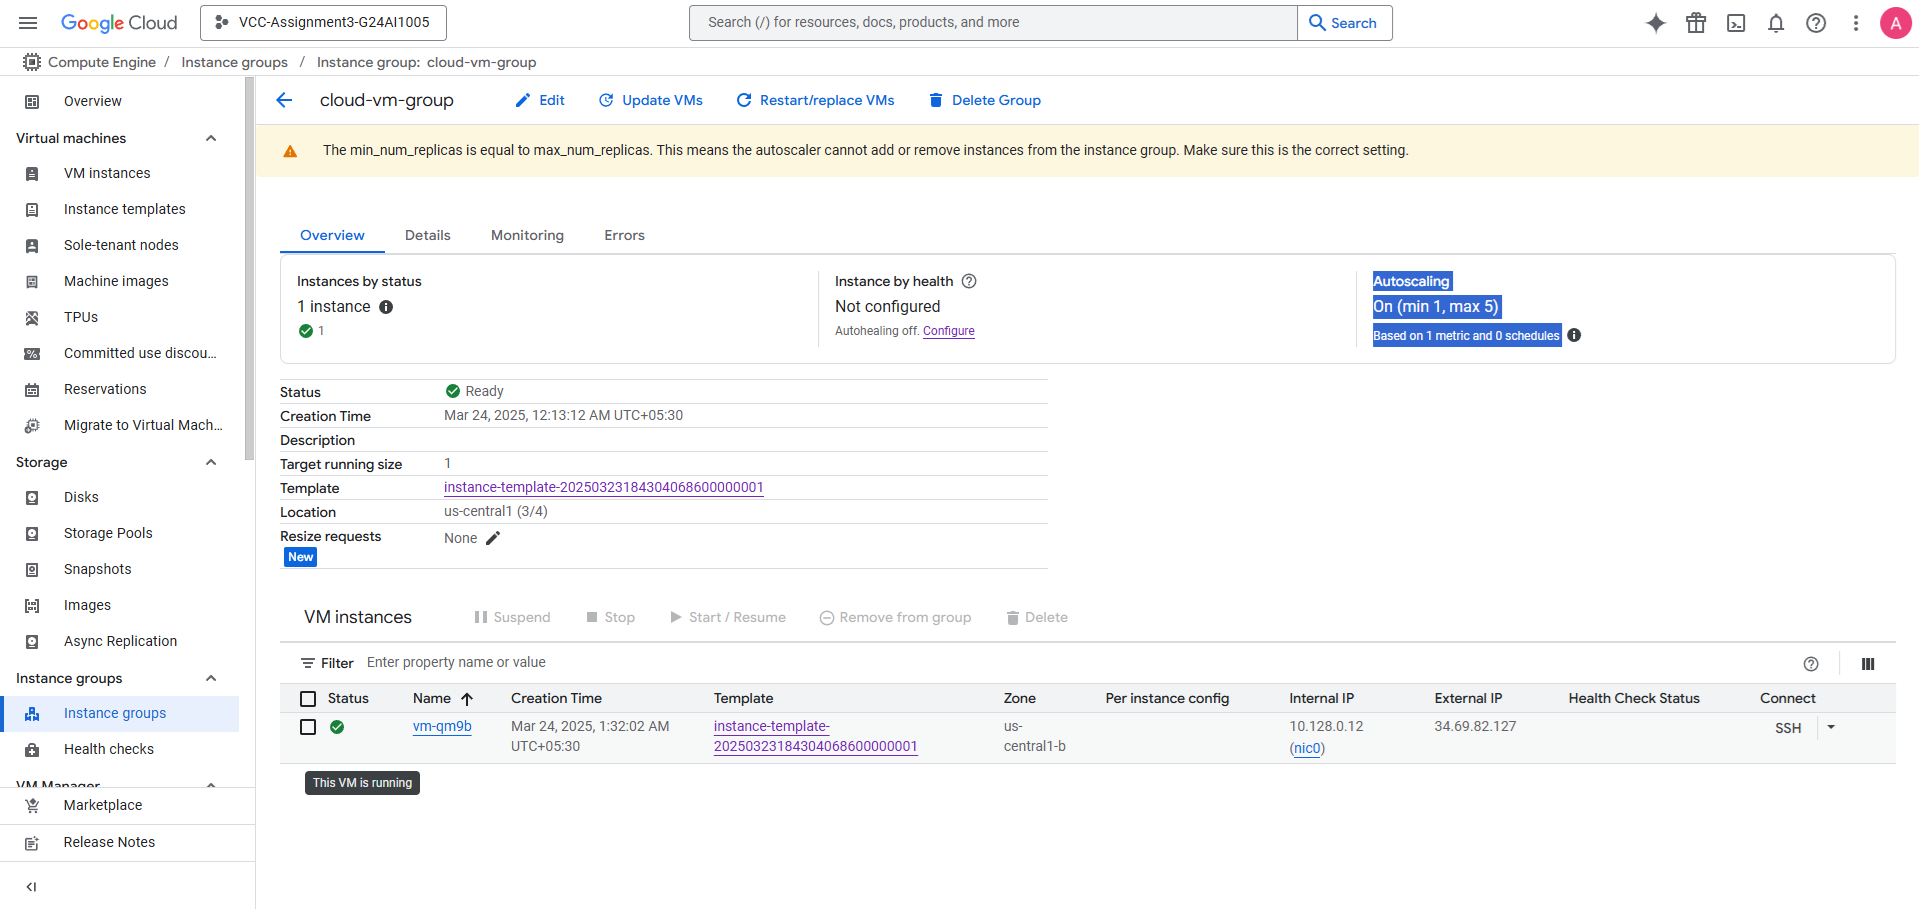 Google Cloud
VCC-Assignment3-G24AI1005
Search (/) for resources, docs, products, and more
Search
A
Compute Engine / Instance groups / Instance group: cloud-vm-group
Overview
Virtual machines
VM instances
Instance templates
Sole-tenant nodes
Machine images
TPUs
Committed use discou...
Reservations
Migrate to Virtual Mach...
Storage
Disks
Storage Pools
Snapshots
Images
Async Replication
Instance groups
Instance groups
Health checks
VM Manager
Marketplace
Release Notes
cloud-vm-group
Edit
Update VMs
Restart/replace VMs
Delete Group
The min_num_replicas is equal to max_num_replicas. This means the autoscaler cannot add or remove instances from the instance group. Make sure this is the correct setting.
Overview
Details
Monitoring
Errors
Instances by status
1 instance
1
Instance by health
Not configured
Autohealing off. Configure
Autoscaling
On (min 1, max 5)
Based on 1 metric and 0 schedules
Status Ready
Creation Time Mar 24, 2025, 12:13:12 AM UTC+05:30
Description
Target running size 1
Template instance-template-20250323184304068600000001
Location us-central1 (3/4)
Resize requests None
New
VM instances
Suspend
Stop
Start / Resume
Remove from group
Delete
Filter Enter property name or value
Status Name Creation Time Template Zone Per instance config Internal IP External IP Health Check Status Connect
vm-qm9b Mar 24, 2025, 1:32:02 AM instance-template- us- 10.128.0.12 34.69.82.127 SSH
UTC+05:30 20250323184304068600000001 central1-b (nic0)
This VM is running